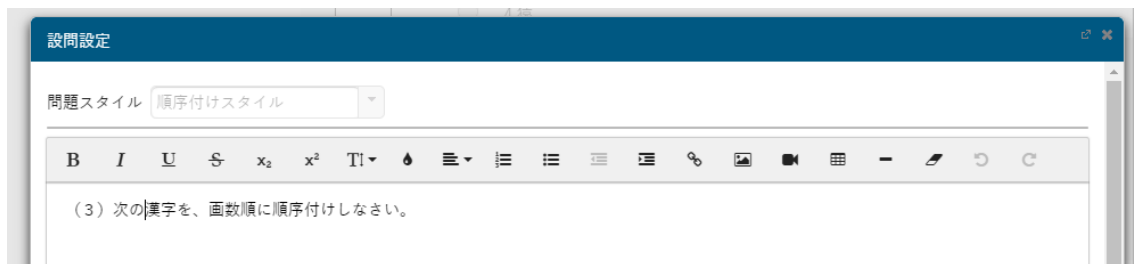 設問設定
問題スタイル 順序付けスタイル
B I U S x₂ x² T
（3）次の漢字を、画数順に順序付けしなさい。